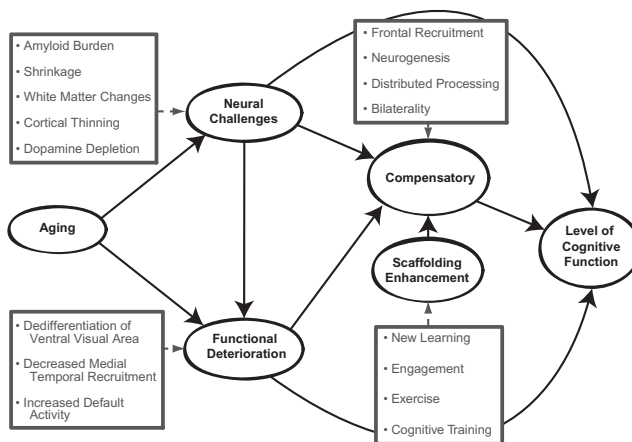 • Amyloid Burden
• Shrinkage
• White Matter Changes
• Cortical Thinning
• Dopamine Depletion
Neural
Challenges
• Frontal Recruitment
• Neurogenesis
• Distributed Processing
• Bilaterality
Compensatory
Aging
Level of
Cognitive
Function
Scaffolding
Enhancement
• Dedifferentiation of
Ventral Visual Area
• Decreased Medial
Temporal Recruitment
• Increased Default
Activity
Functional
Deterioration
• New Learning
• Engagement
• Exercise
• Cognitive Training